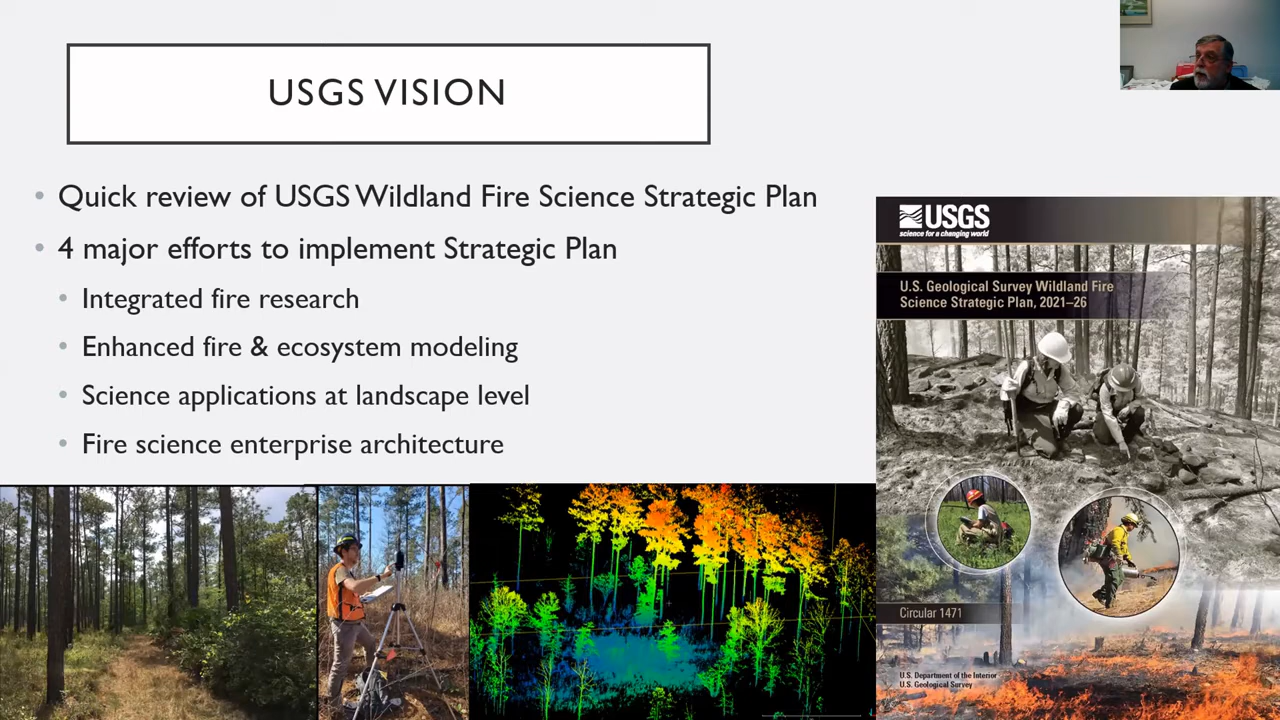 USGS VISION
Quick review of USGS Wildland Fire Science Strategic Plan
4 major efforts to implement Strategic Plan
Integrated fire research
Enhanced fire & ecosystem modeling
Science applications at landscape level
Fire science enterprise architecture
USGS
science for a changing world
U.S. Geological Survey Wildland Fire
Science Strategic Plan, 2021–26
Circular 1471
U.S. Department of the Interior
U.S. Geological Survey